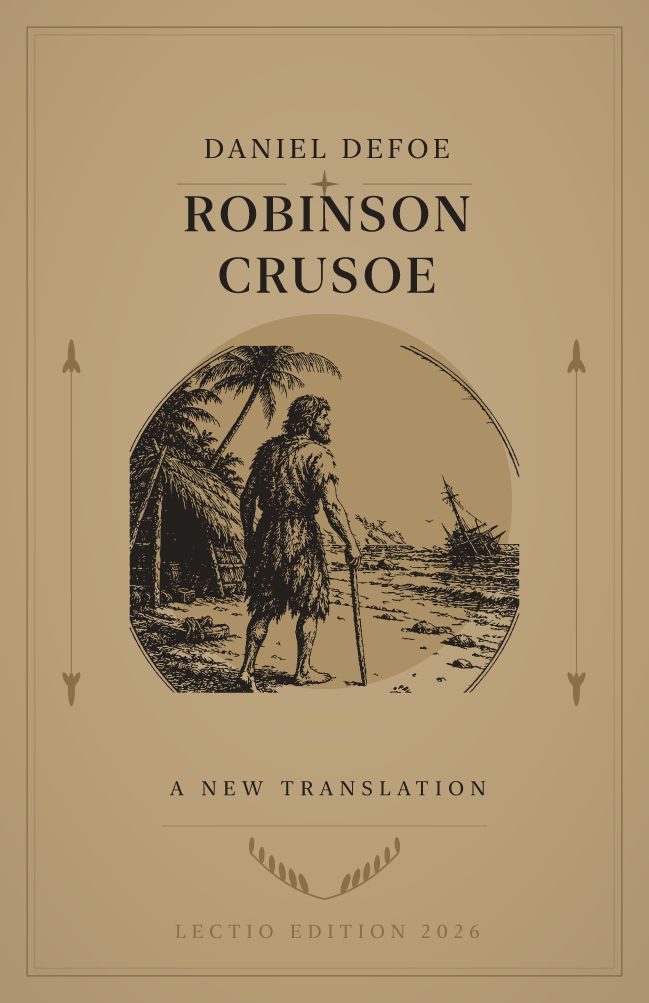 DANIEL DEFOE
ROBINSON
CRUSOE
A NEW TRANSLATION
LECTIO EDITION 2026